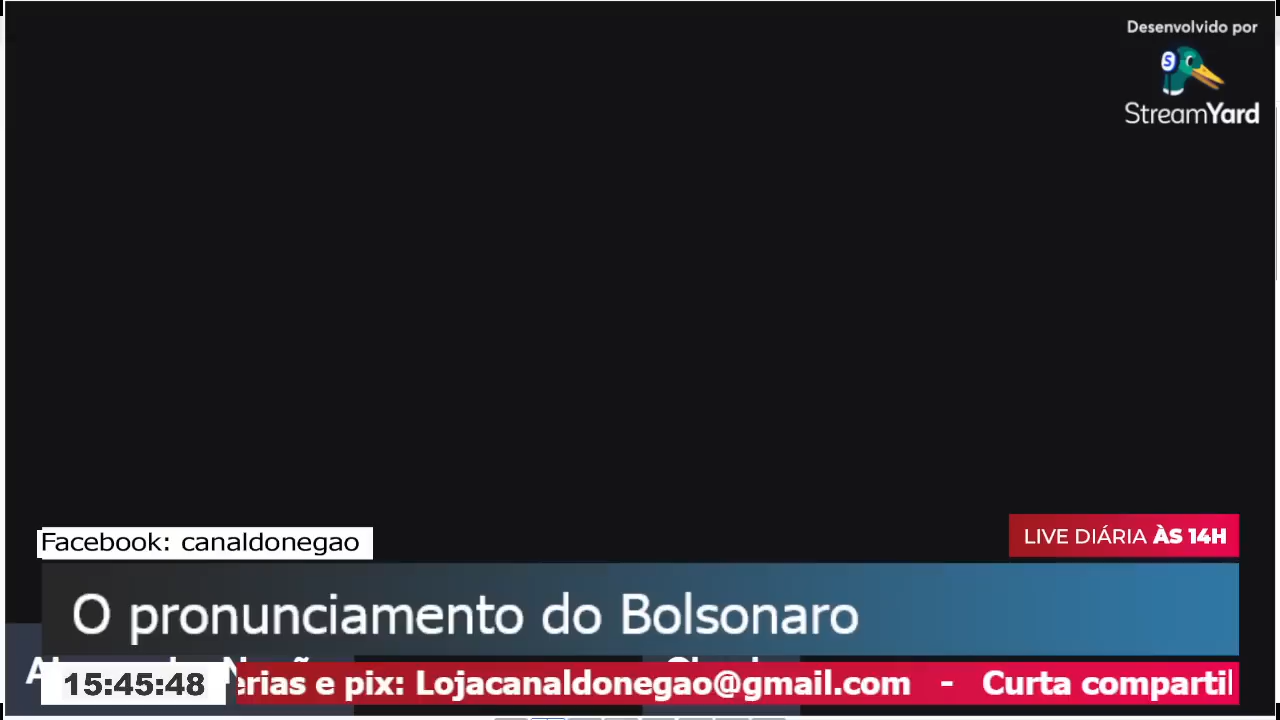 Desenvolvido por
StreamYard
Facebook: canaldonegao
LIVE DIÁRIA ÀS 14H
O pronunciamento do Bolsonaro
15:45:48
erias e pix: Lojacanaldonegao@gmail.com - Curta compartil